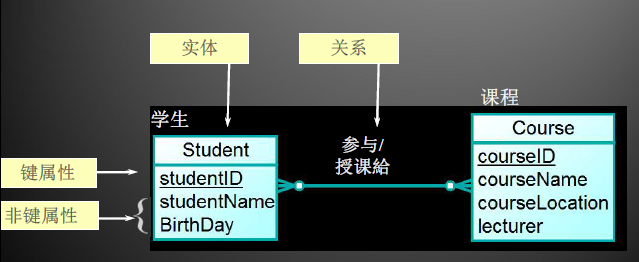 实体
关系
学生
课程
Student
参与/
授课給
Course
键属性
studentID
courseID
非键属性
studentName
BirthDay
courseName
courseLocation
lecturer